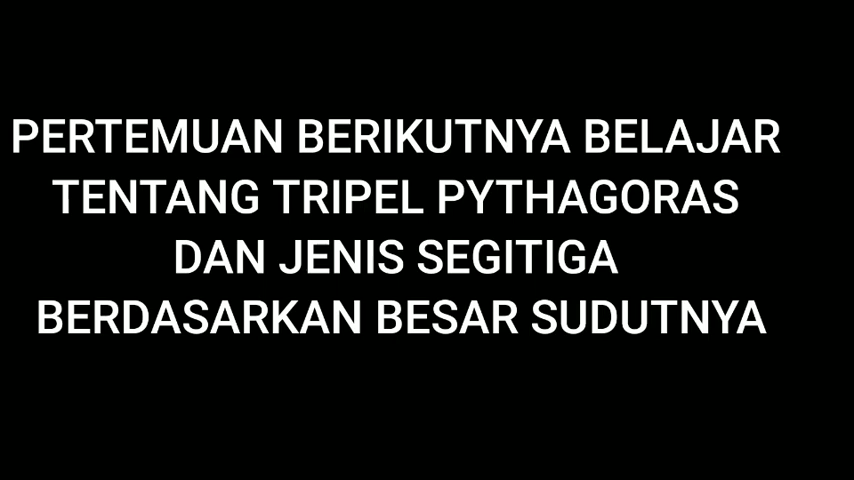 PERTEMUAN BERIKUTNYA BELAJAR
TENTANG TRIPEL PYTHAGORAS
DAN JENIS SEGITIGA
BERDASARKAN BESAR SUDUTNYA